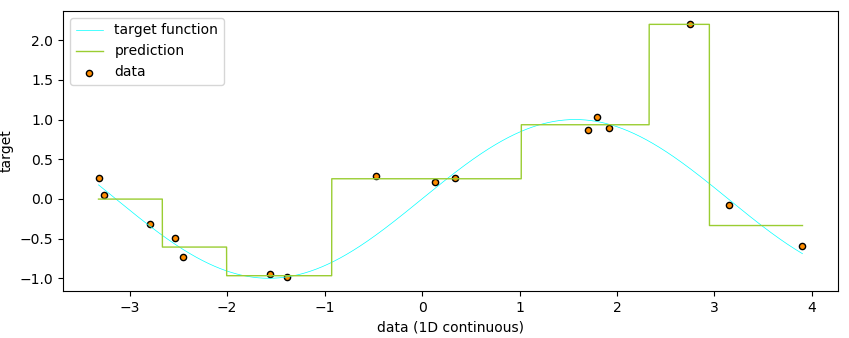 target function
prediction
data
target
2.0
1.5
1.0
0.5
0.0
−0.5
−1.0
−3 −2 −1 0 1 2 3 4
data (1D continuous)